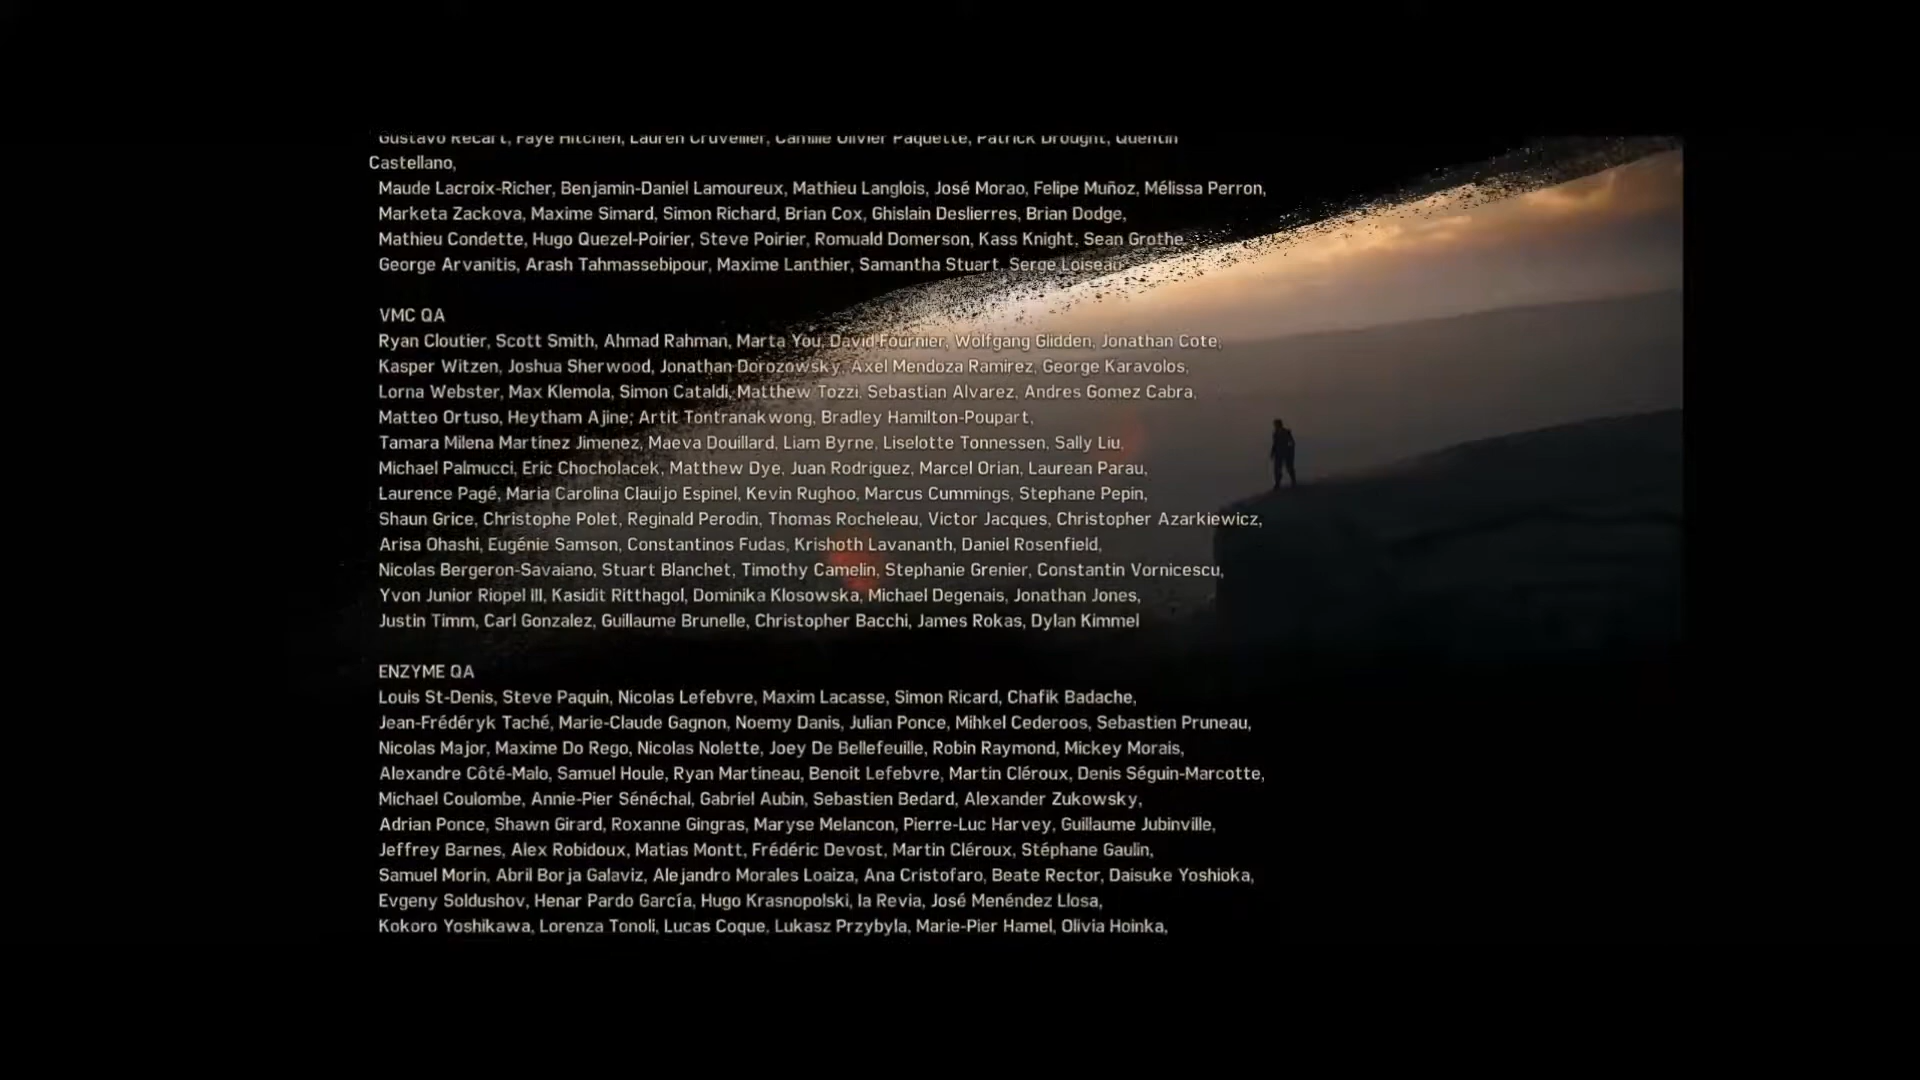 Gustavo Recart, Faye Hitchen, Lauren Cruvellier, Camille Olivier Paquette, Patrick Drought, Quentin
Castellano,
Maude Lacroix-Richer, Benjamin-Daniel Lamoureux, Mathieu Langlois, José Morao, Felipe Muñoz, Mélissa Perron,
Marketa Zackova, Maxime Simard, Simon Richard, Brian Cox, Ghislain Deslierres, Brian Dodge,
Mathieu Condette, Hugo Quezel-Poirier, Steve Poirier, Romuald Domerson, Kass Knight, Sean Grothe
George Arvanitis, Arash Tahmassebipour, Maxime Lanthier, Samantha Stuart, Serge Loiseau
VMC QA
Ryan Cloutier, Scott Smith, Ahmad Rahman, Marta You, David Fournier, Wolfgang Glidden, Jonathan Cote,
Kasper Witzen, Joshua Sherwood, Jonathan Dorozowsky, Axel Mendoza Ramirez, George Karavolos,
Lorna Webster, Max Klemola, Simon Cataldi, Matthew Tozzi, Sebastian Alvarez, Andres Gomez Cabra,
Matteo Ortuso, Heytham Ajine; Artit Tontranakwong, Bradley Hamilton-Poupart,
Tamara Milena Martinez Jimenez, Maeva Douillard, Liam Byrne, Liselotte Tonnessen, Sally Liu,
Michael Palmucci, Eric Chocholacek, Matthew Dye, Juan Rodriguez, Marcel Orian, Laurean Parau,
Laurence Pagé, Maria Carolina Clauijo Espinel, Kevin Rughoo, Marcus Cummings, Stephane Pepin,
Shaun Grice, Christophe Polet, Reginald Perodin, Thomas Rocheleau, Victor Jacques, Christopher Azarkiewicz,
Arisa Ohashi, Eugénie Samson, Constantinos Fudas, Krishoth Lavananth, Daniel Rosenfield,
Nicolas Bergeron-Savaiano, Stuart Blanchet, Timothy Camelin, Stephanie Grenier, Constantin Vornicescu,
Yvon Junior Riopel III, Kasidit Ritthagol, Dominika Klosowska, Michael Degenais, Jonathan Jones,
Justin Timm, Carl Gonzalez, Guillaume Brunelle, Christopher Bacchi, James Rokas, Dylan Kimmel
ENZYME QA
Louis St-Denis, Steve Paquin, Nicolas Lefebvre, Maxim Lacasse, Simon Ricard, Chafik Badache,
Jean-Frédéryk Taché, Marie-Claude Gagnon, Noemy Danis, Julian Ponce, Mihkel Cederoos, Sebastien Pruneau,
Nicolas Major, Maxime Do Rego, Nicolas Nolette, Joey De Bellefeuille, Robin Raymond, Mickey Morais,
Alexandre Côté-Malo, Samuel Houle, Ryan Martineau, Benoit Lefebvre, Martin Cléroux, Denis Séguin-Marcotte,
Michael Coulombe, Annie-Pier Sénéchal, Gabriel Aubin, Sebastien Bedard, Alexander Zukowsky,
Adrian Ponce, Shawn Girard, Roxanne Gingras, Maryse Melancon, Pierre-Luc Harvey, Guillaume Jubinville,
Jeffrey Barnes, Alex Robidoux, Matias Montt, Frédéric Devost, Martin Cléroux, Stéphane Gaulin,
Samuel Morin, Abril Borja Galaviz, Alejandro Morales Loaiza, Ana Cristofaro, Beate Rector, Daisuke Yoshioka,
Evgeny Soldushov, Henar Pardo García, Hugo Krasnopolski, Ia Revia, José Menéndez Llosa,
Kokoro Yoshikawa, Lorenza Tonoli, Lucas Coque, Lukasz Przybyla, Marie-Pier Hamel, Olivia Hoinka,